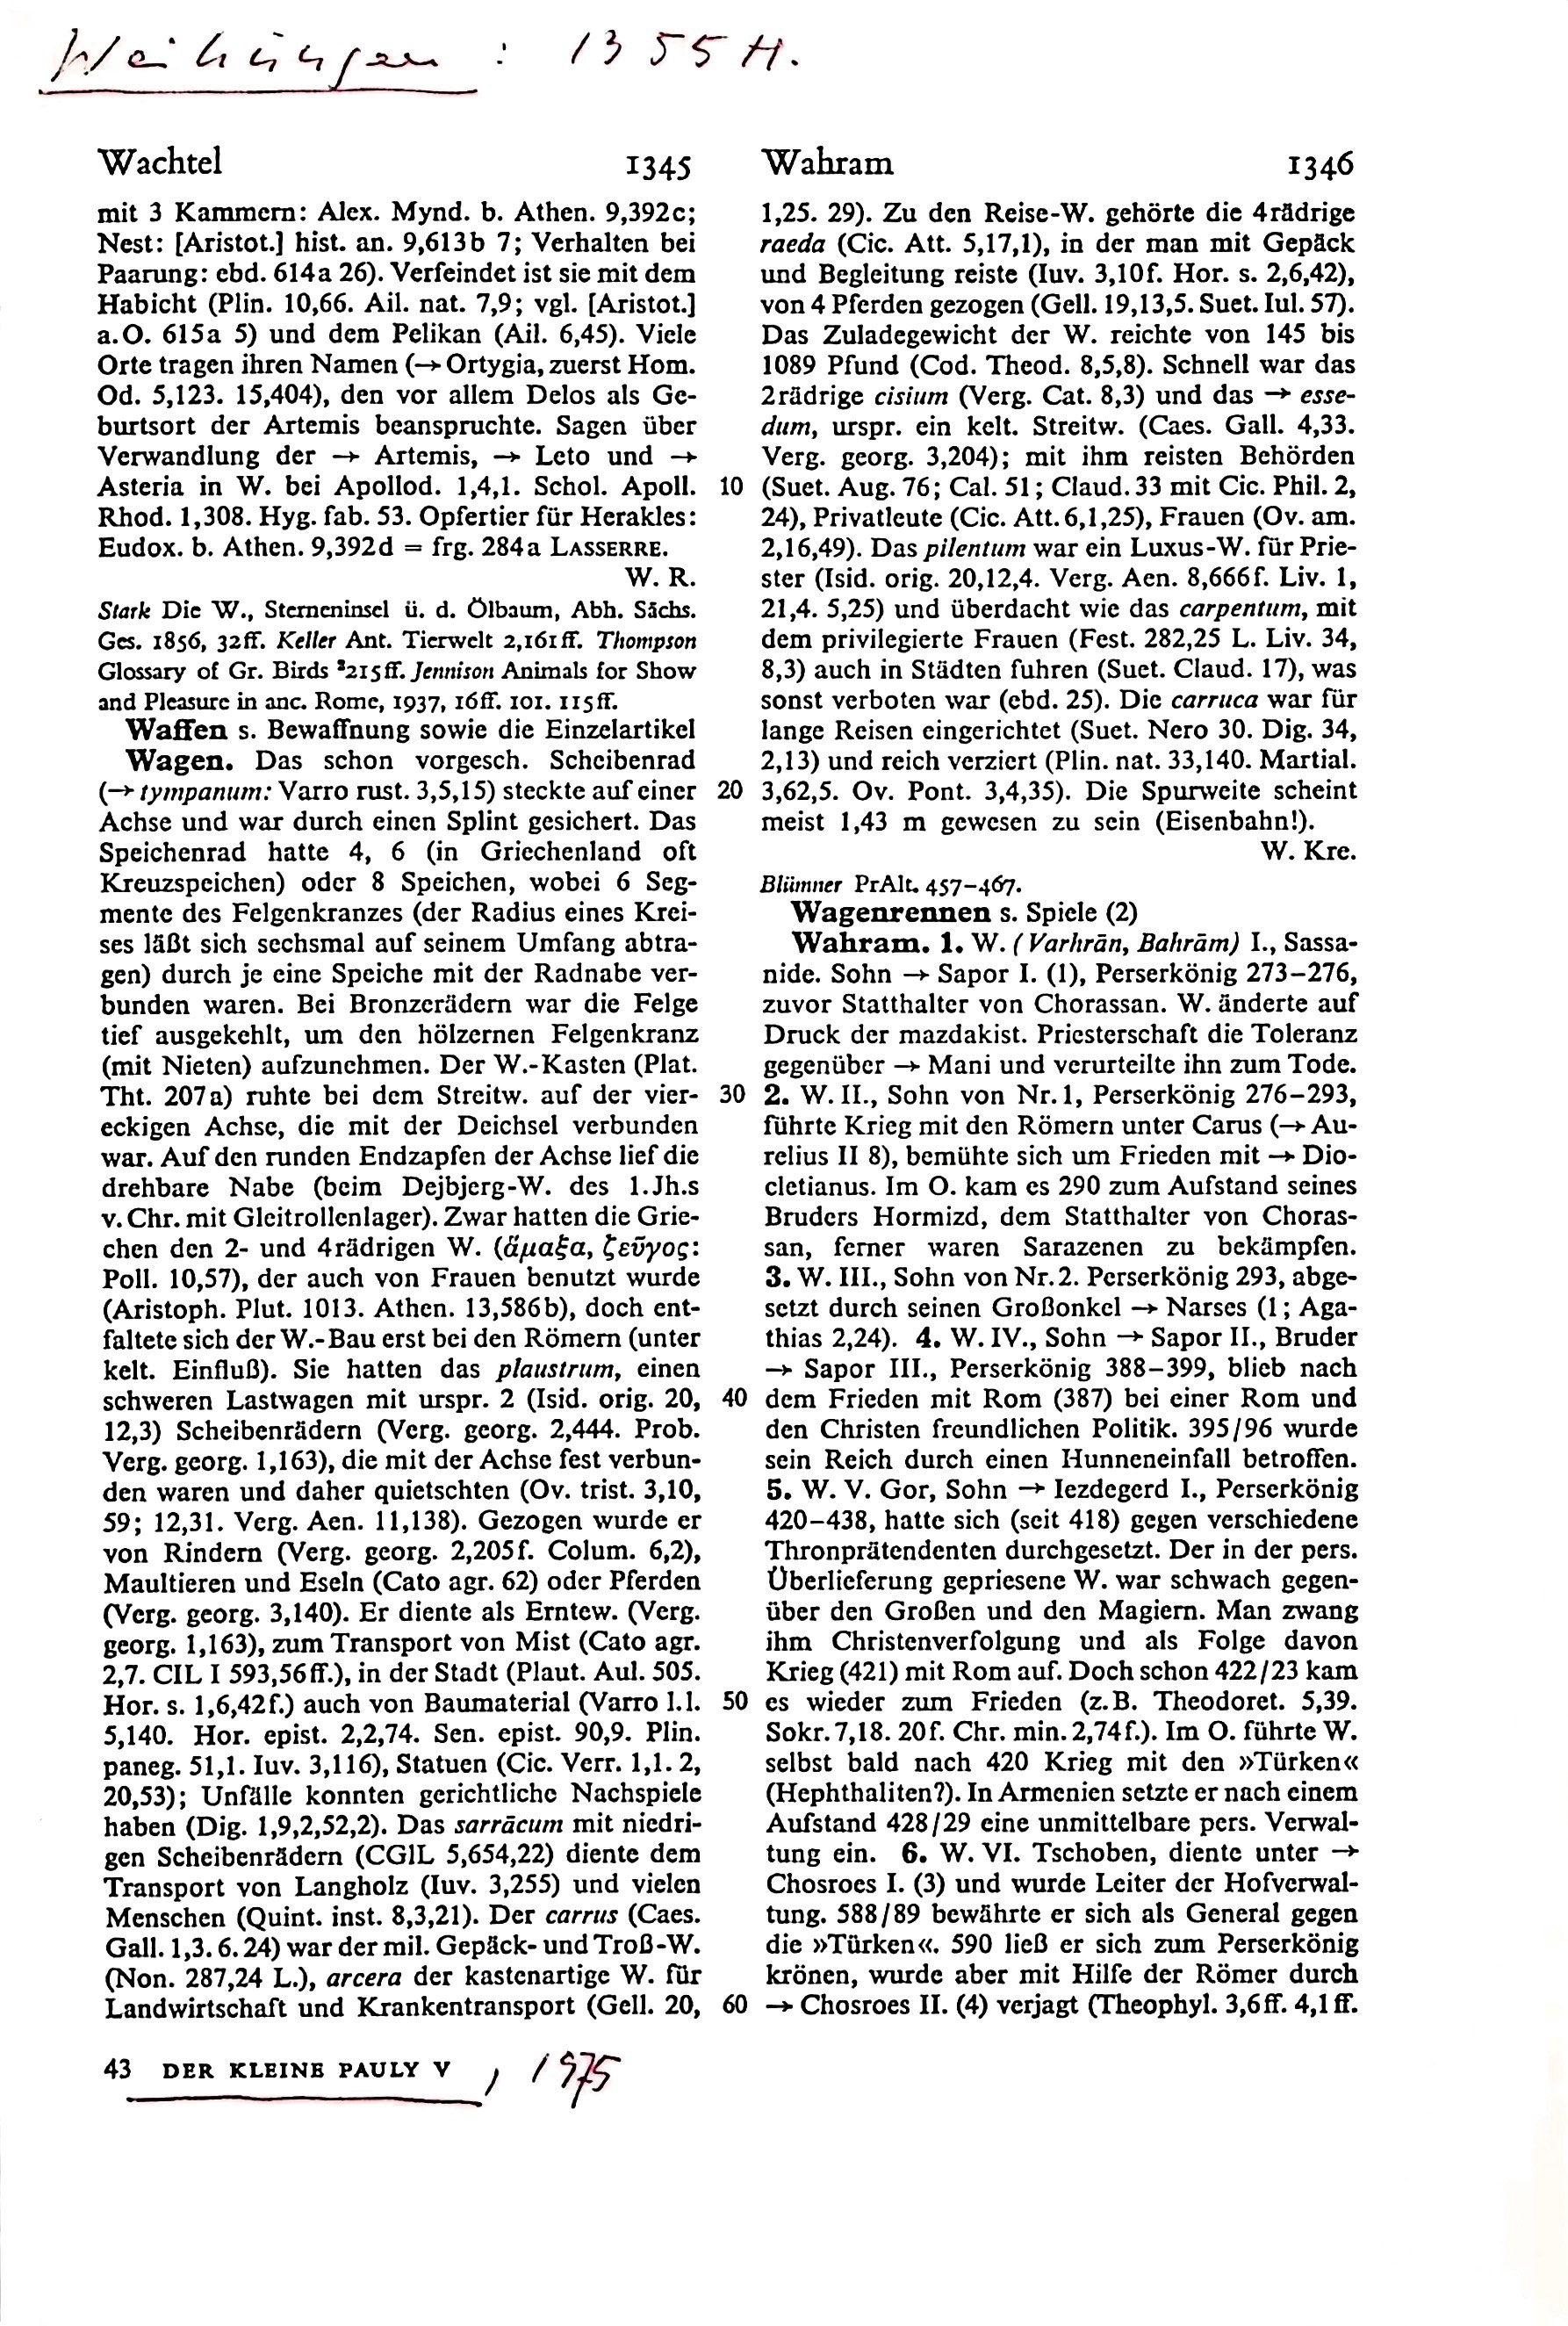 Weihungen : 1355 ff.
Wachtel 1345
mit 3 Kammern: Alex. Mynd. b. Athen. 9,392c;
Nest: [Aristot.] hist. an. 9,613b 7; Verhalten bei
Paarung: ebd. 614a 26). Verfeindet ist sie mit dem
Habicht (Plin. 10,66. Ail. nat. 7,9; vgl. [Aristot.]
a.O. 615a 5) und dem Pelikan (Ail. 6,45). Viele
Orte tragen ihren Namen (→ Ortygia, zuerst Hom.
Od. 5,123. 15,404), den vor allem Delos als Ge-
burtsort der Artemis beanspruchte. Sagen über
Verwandlung der → Artemis, → Leto und →
Asteria in W. bei Apollod. 1,4,1. Schol. Apoll.
Rhod. 1,308. Hyg. fab. 53. Opfertier für Herakles:
Eudox. b. Athen. 9,392d = frg. 284a LASSERRE.
W. R.
Stark Die W., Sterneninsel ü. d. Ölbaum, Abh. Sächs.
Ges. 1856, 32ff. Keller Ant. Tierwelt 2,161ff. Thompson
Glossary of Gr. Birds ²215ff. Jennison Animals for Show
and Pleasure in anc. Rome, 1937, 16ff. 101. 115ff.
Waffen s. Bewaffnung sowie die Einzelartikel
Wagen. Das schon vorgesch. Scheibenrad
(→ tympanum: Varro rust. 3,5,15) steckte auf einer
Achse und war durch einen Splint gesichert. Das
Speichenrad hatte 4, 6 (in Griechenland oft
Kreuzspeichen) oder 8 Speichen, wobei 6 Seg-
mente des Felgenkranzes (der Radius eines Krei-
ses läßt sich sechsmal auf seinem Umfang abtra-
gen) durch je eine Speiche mit der Radnabe ver-
bunden waren. Bei Bronzerädern war die Felge
tief ausgekehlt, um den hölzernen Felgenkranz
(mit Nieten) aufzunehmen. Der W.-Kasten (Plat.
Tht. 207a) ruhte bei dem Streitw. auf der vier-
eckigen Achse, die mit der Deichsel verbunden
war. Auf den runden Endzapfen der Achse lief die
drehbare Nabe (beim Dejbjerg-W. des 1.Jh.s
v. Chr. mit Gleitrollenlager). Zwar hatten die Grie-
chen den 2- und 4rädrigen W. (ἅμαξα, ζεῦγος:
Poll. 10,57), der auch von Frauen benutzt wurde
(Aristoph. Plut. 1013. Athen. 13,586b), doch ent-
faltete sich der W.-Bau erst bei den Römern (unter
kelt. Einfluß). Sie hatten das plaustrum, einen
schweren Lastwagen mit urspr. 2 (Isid. orig. 20,
12,3) Scheibenrädern (Verg. georg. 2,444. Prob.
Verg. georg. 1,163), die mit der Achse fest verbun-
den waren und daher quietschten (Ov. trist. 3,10,
59; 12,31. Verg. Aen. 11,138). Gezogen wurde er
von Rindern (Verg. georg. 2,205f. Colum. 6,2),
Maultieren und Eseln (Cato agr. 62) oder Pferden
(Verg. georg. 3,140). Er diente als Erntew. (Verg.
georg. 1,163), zum Transport von Mist (Cato agr.
2,7. CIL I 593,56ff.), in der Stadt (Plaut. Aul. 505.
Hor. s. 1,6,42f.) auch von Baumaterial (Varro l.l.
5,140. Hor. epist. 2,2,74. Sen. epist. 90,9. Plin.
paneg. 51,1. Iuv. 3,116), Statuen (Cic. Verr. 1,1. 2,
20,53); Unfälle konnten gerichtliche Nachspiele
haben (Dig. 1,9,2,52,2). Das sarrācum mit niedri-
gen Scheibenrädern (CGlL 5,654,22) diente dem
Transport von Langholz (Iuv. 3,255) und vielen
Menschen (Quint. inst. 8,3,21). Der carrus (Caes.
Gall. 1,3. 6. 24) war der mil. Gepäck- und Troß-W.
(Non. 287,24 L.), arcera der kastenartige W. für
Landwirtschaft und Krankentransport (Gell. 20,
10
20
30
40
50
60
Wahram 1346
1,25. 29). Zu den Reise-W. gehörte die 4rädrige
raeda (Cic. Att. 5,17,1), in der man mit Gepäck
und Begleitung reiste (Iuv. 3,10f. Hor. s. 2,6,42),
von 4 Pferden gezogen (Gell. 19,13,5. Suet. Iul. 57).
Das Zuladegewicht der W. reichte von 145 bis
1089 Pfund (Cod. Theod. 8,5,8). Schnell war das
2rädrige cisium (Verg. Cat. 8,3) und das → esse-
dum, urspr. ein kelt. Streitw. (Caes. Gall. 4,33.
Verg. georg. 3,204); mit ihm reisten Behörden
(Suet. Aug. 76; Cal. 51; Claud. 33 mit Cic. Phil. 2,
24), Privatleute (Cic. Att. 6,1,25), Frauen (Ov. am.
2,16,49). Das pilentum war ein Luxus-W. für Prie-
ster (Isid. orig. 20,12,4. Verg. Aen. 8,666f. Liv. 1,
21,4. 5,25) und überdacht wie das carpentum, mit
dem privilegierte Frauen (Fest. 282,25 L. Liv. 34,
8,3) auch in Städten fuhren (Suet. Claud. 17), was
sonst verboten war (ebd. 25). Die carruca war für
lange Reisen eingerichtet (Suet. Nero 30. Dig. 34,
2,13) und reich verziert (Plin. nat. 33,140. Martial.
3,62,5. Ov. Pont. 3,4,35). Die Spurweite scheint
meist 1,43 m gewesen zu sein (Eisenbahn!).
W. Kre.
Blümner PrAlt. 457–467.
Wagenrennen s. Spiele (2)
Wahram. 1. W. (Varhrān, Bahrām) I., Sassa-
nide. Sohn → Sapor I. (1), Perserkönig 273–276,
zuvor Statthalter von Chorassan. W. änderte auf
Druck der mazdakist. Priesterschaft die Toleranz
gegenüber → Mani und verurteilte ihn zum Tode.
2. W. II., Sohn von Nr. 1, Perserkönig 276–293,
führte Krieg mit den Römern unter Carus (→ Au-
relius II 8), bemühte sich um Frieden mit → Dio-
cletianus. Im O. kam es 290 zum Aufstand seines
Bruders Hormizd, dem Statthalter von Choras-
san, ferner waren Sarazenen zu bekämpfen.
3. W. III., Sohn von Nr. 2. Perserkönig 293, abge-
setzt durch seinen Großonkel → Narses (1; Aga-
thias 2,24). 4. W. IV., Sohn → Sapor II., Bruder
→ Sapor III., Perserkönig 388–399, blieb nach
dem Frieden mit Rom (387) bei einer Rom und
den Christen freundlichen Politik. 395/96 wurde
sein Reich durch einen Hunneneinfall betroffen.
5. W. V. Gor, Sohn → Iezdegerd I., Perserkönig
420–438, hatte sich (seit 418) gegen verschiedene
Thronprätendenten durchgesetzt. Der in der pers.
Überlieferung gepriesene W. war schwach gegen-
über den Großen und den Magiern. Man zwang
ihm Christenverfolgung und als Folge davon
Krieg (421) mit Rom auf. Doch schon 422/23 kam
es wieder zum Frieden (z.B. Theodoret. 5,39.
Sokr. 7,18. 20f. Chr. min. 2,74f.). Im O. führte W.
selbst bald nach 420 Krieg mit den »Türken«
(Hephthaliten?). In Armenien setzte er nach einem
Aufstand 428/29 eine unmittelbare pers. Verwal-
tung ein. 6. W. VI. Tschoben, diente unter →
Chosroes I. (3) und wurde Leiter der Hofverwal-
tung. 588/89 bewährte er sich als General gegen
die »Türken«. 590 ließ er sich zum Perserkönig
krönen, wurde aber mit Hilfe der Römer durch
→ Chosroes II. (4) verjagt (Theophyl. 3,6ff. 4,1ff.
43 DER KLEINE PAULY V , 1975